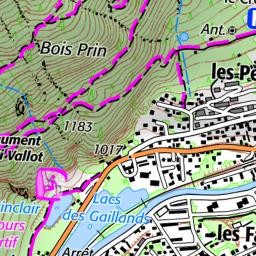 Ant.
Bois Prin
les Pè
1183
1017
ument
Vallot
Lacs
des Gaillands
inclair
ours
rtif
les F
Arrêt